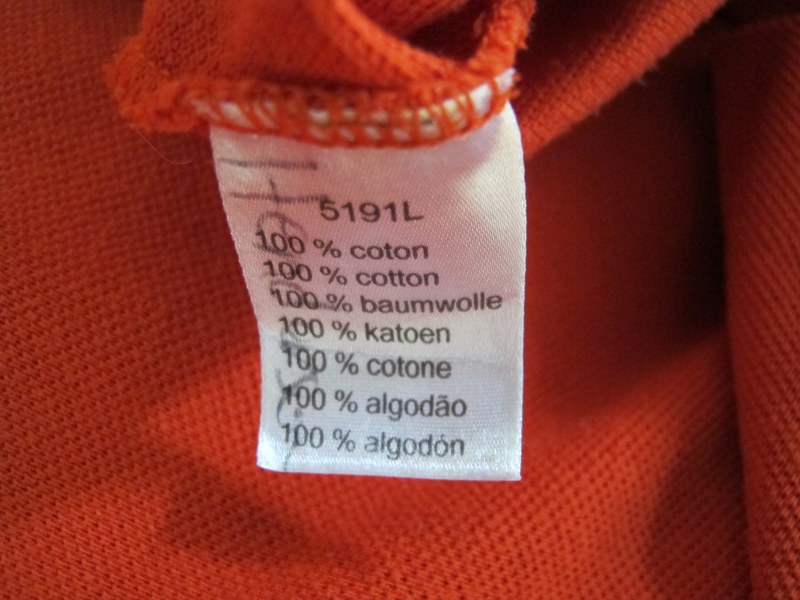 5191L
100 % coton
100 % cotton
100 % baumwolle
100 % katoen
100 % cotone
100 % algodão
100 % algodón